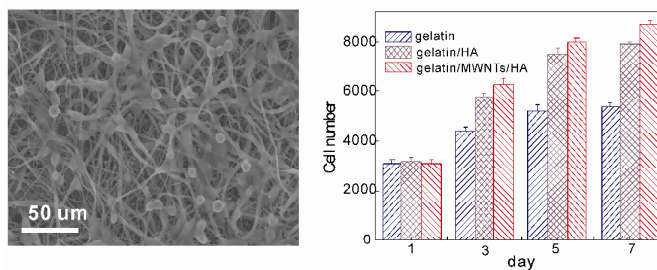 50 um
gelatin
gelatin/HA
gelatin/MWNTs/HA
Cell number
8000
6000
4000
2000
0
1
3
5
7
day